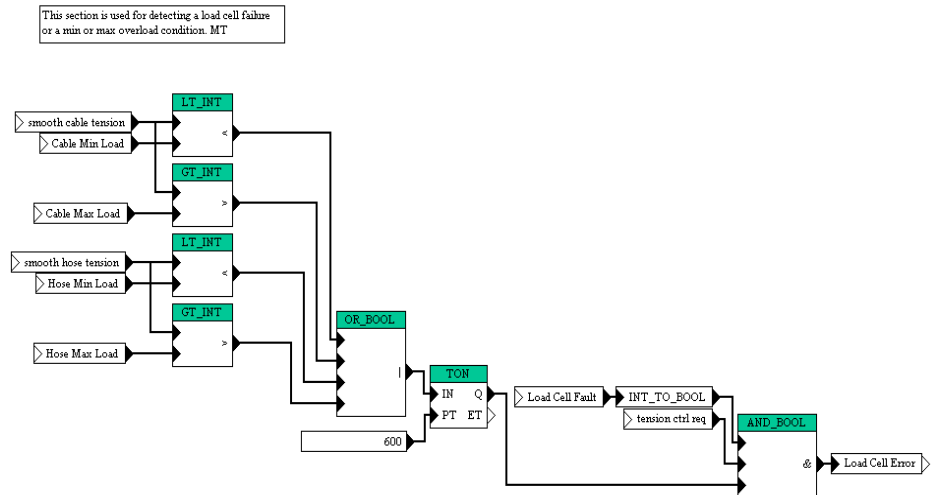 This section is used for detecting a load cell failure
or a min or max overload condition. MT
LT_INT
smooth cable tension
<
Cable Min Load
GT_INT
>
Cable Max Load
LT_INT
smooth hose tension
<
Hose Min Load
GT_INT
>
Hose Max Load
OR_BOOL
|
TON
IN Q
PT ET
600
Load Cell Fault
INT_TO_BOOL
tension ctrl req
AND_BOOL
&
Load Cell Error